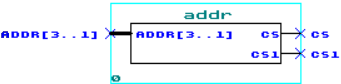 addr
ADDR[3..1] ADDR[3..1] CS CS
CS1 CS1
0